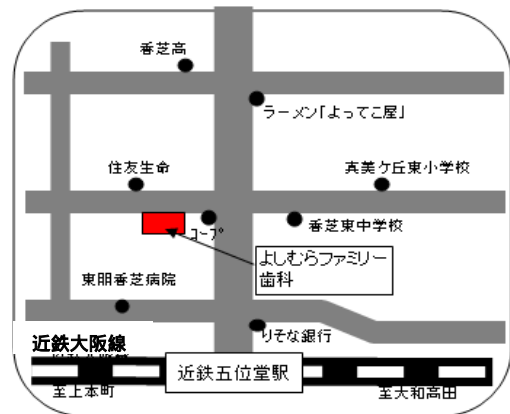 香芝高
ラーメン「よってこ屋」
住友生命
真美ケ丘東小学校
コープ
香芝東中学校
よしむらファミリー
歯科
東朋香芝病院
りそな銀行
近鉄大阪線
近鉄五位堂駅
至上本町
至大和高田